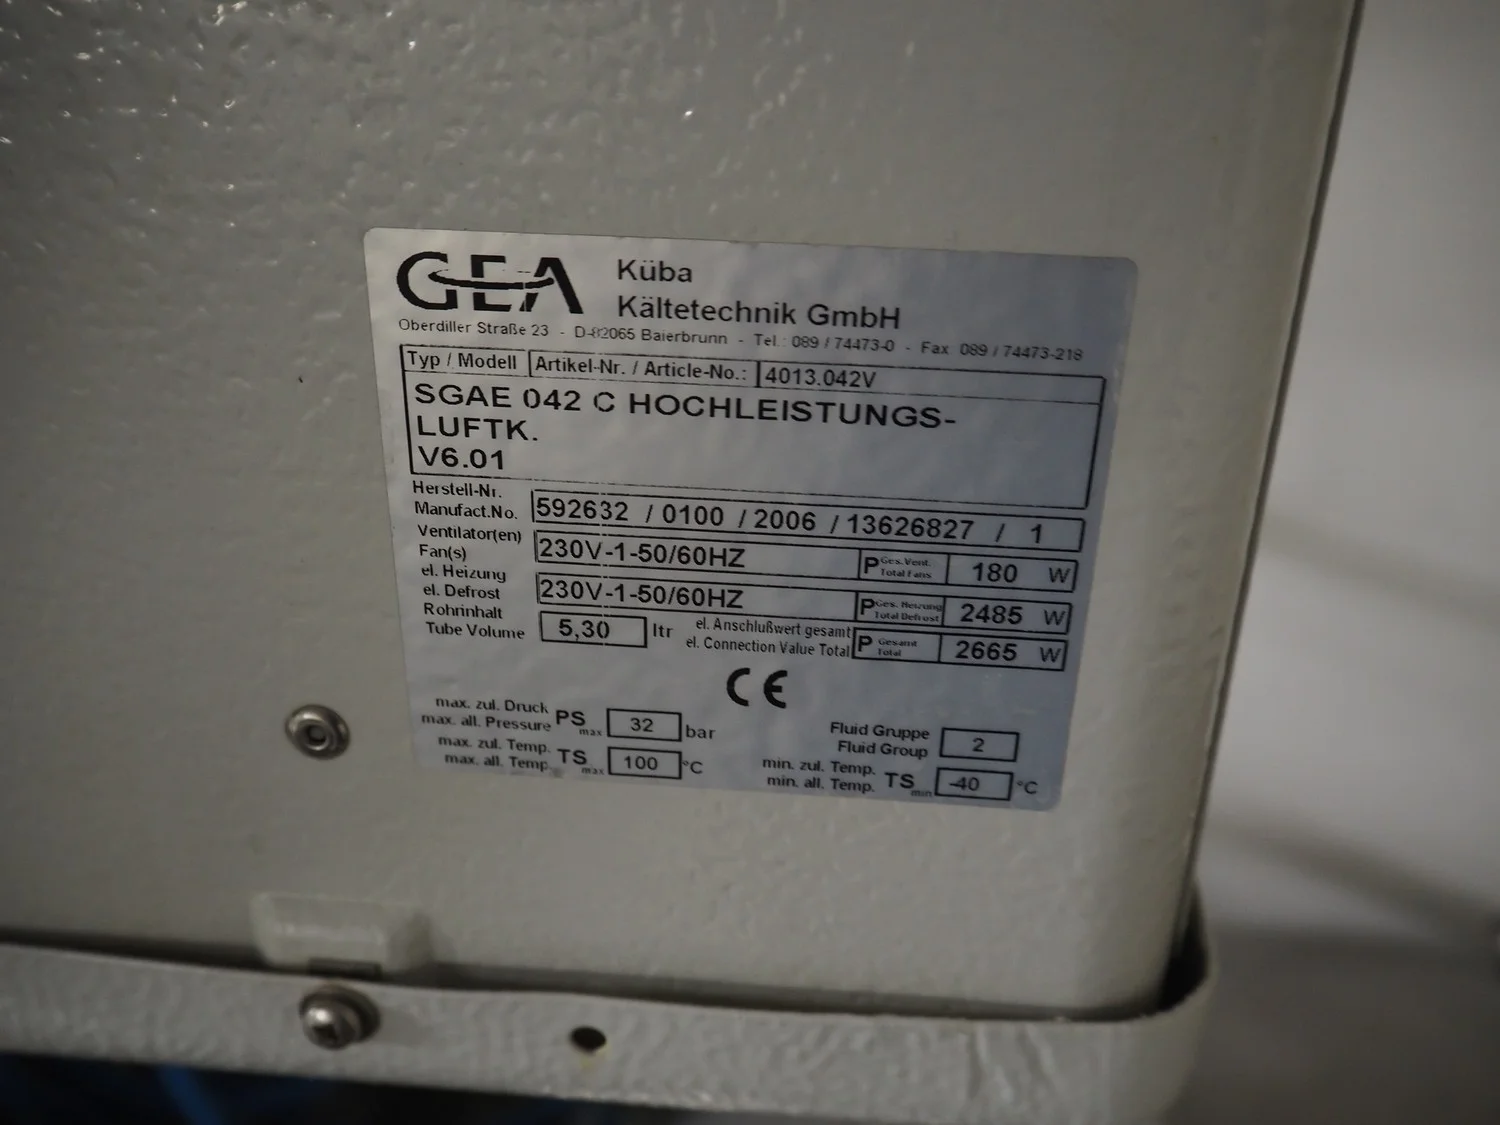 GEA Küba
Kältetechnik GmbH
Oberdiller Straße 23 - D-82065 Baierbrunn - Tel.: 089 / 74473-0 - Fax 089 / 74473-218
Typ / Modell Artikel-Nr. / Article-No.: 4013.042V
SGAE 042 C HOCHLEISTUNGS-
LUFTK.
V6.01
Herstell-Nr.
Manufact.No. 592632 / 0100 / 2006 / 13626827 / 1
Ventilator(en)
Fan(s) 230V-1-50/60HZ P Ges. Vent. Total Fans 180 W
el. Heizung
el. Defrost 230V-1-50/60HZ P Ges. Heizung Total Defrost 2485 W
Rohrinhalt
Tube Volume 5,30 ltr
el. Anschlußwert gesamt
el. Connection Value Total P Gesamt Total 2665 W
CE
max. zul. Druck
max. all. Pressure PS max 32 bar
Fluid Gruppe
Fluid Group 2
max. zul. Temp.
max. all. Temp. TS max 100 °C
min. zul. Temp.
min. all. Temp. TS min -40 °C